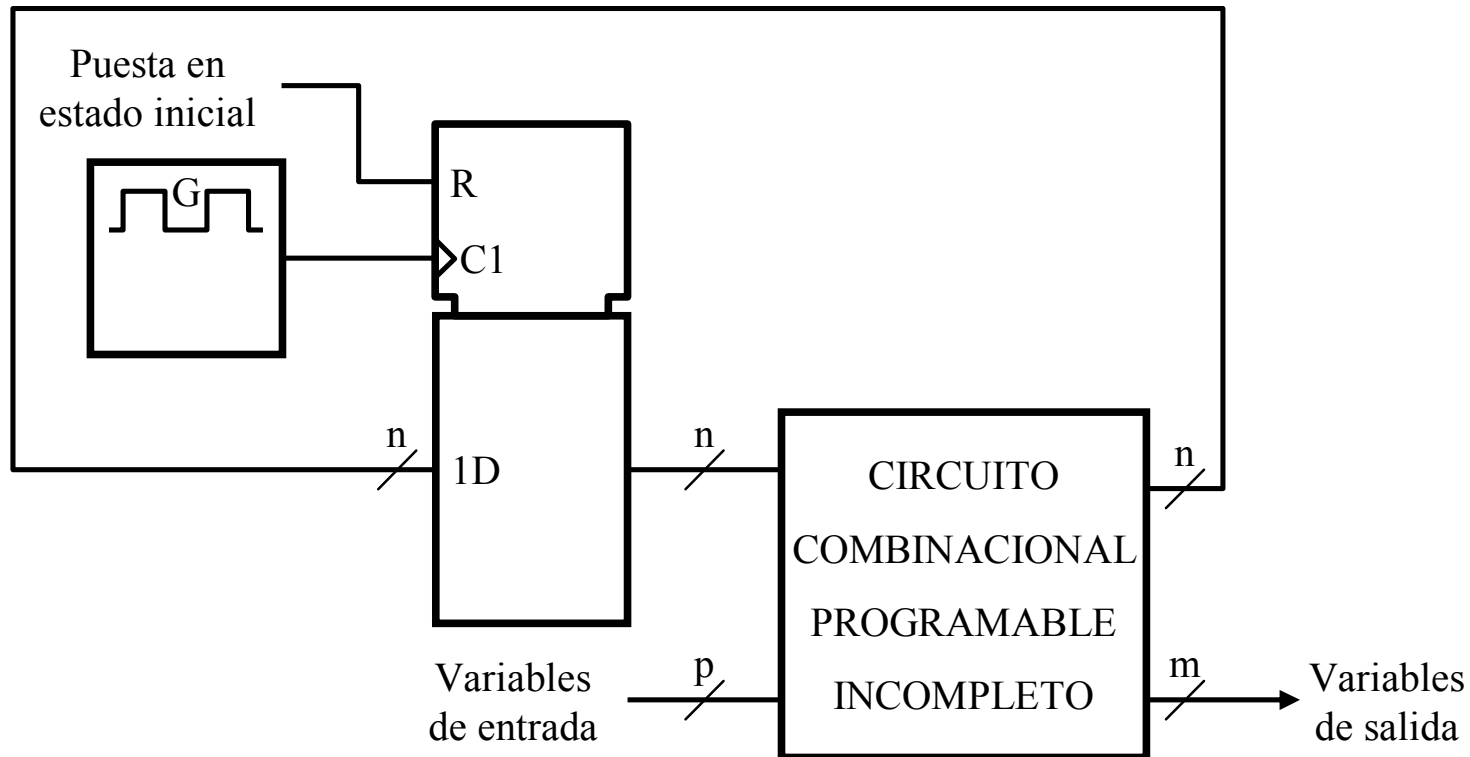 Puesta en
estado inicial
G
R
C1
n
1D
n
n
CIRCUITO
COMBINACIONAL
PROGRAMABLE
INCOMPLETO
Variables
de entrada
p
m
Variables
de salida